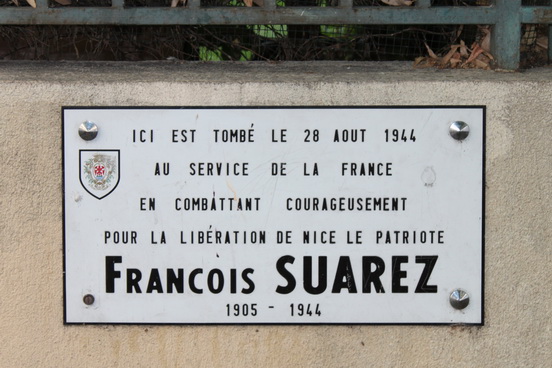 ICI EST TOMBÉ LE 28 AOUT 1944
AU SERVICE DE LA FRANCE
EN COMBATTANT COURAGEUSEMENT
POUR LA LIBÉRATION DE NICE LE PATRIOTE
FRANCOIS SUAREZ
1905 - 1944